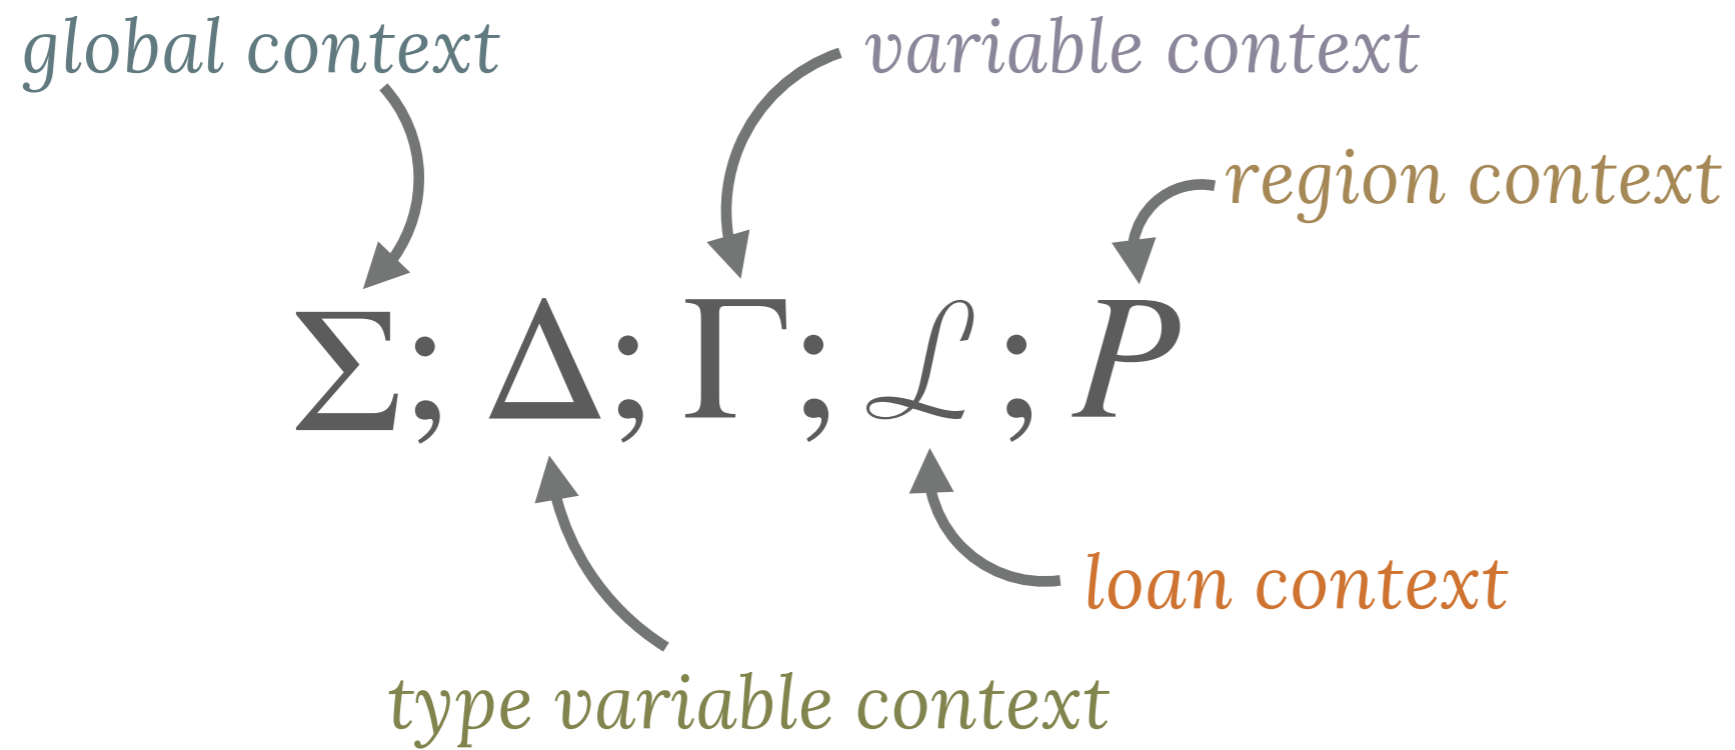 global context
variable context
region context
Σ; Δ; Γ; ℒ; P
loan context
type variable context